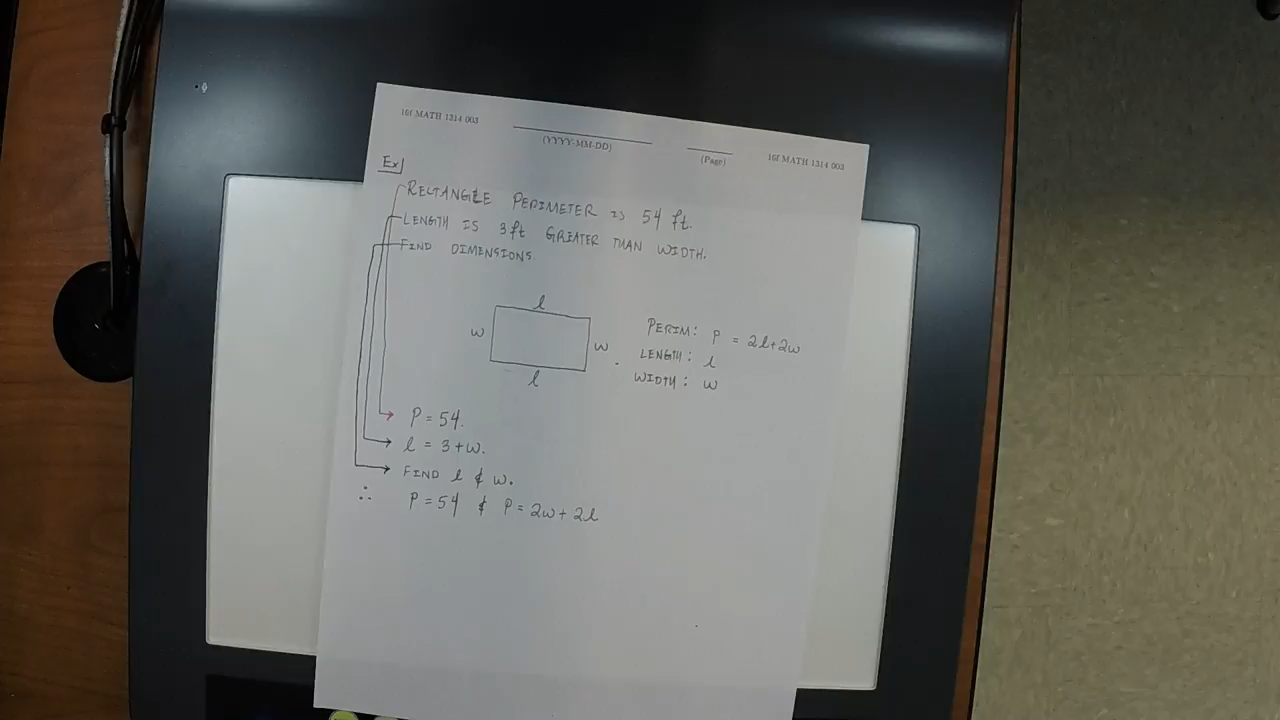 16f MATH 1314 003 (YYYY-MM-DD) (Page) 16f MATH 1314 003
Ex
RECTANGLE PERIMETER IS 54 ft.
LENGTH IS 3ft GREATER THAN WIDTH.
FIND DIMENSIONS.
l
w
w
l
PERIM: P = 2l+2w
LENGTH: l
WIDTH: w
P = 54.
l = 3+w.
FIND l & w.
∴ P = 54 & P = 2w + 2l